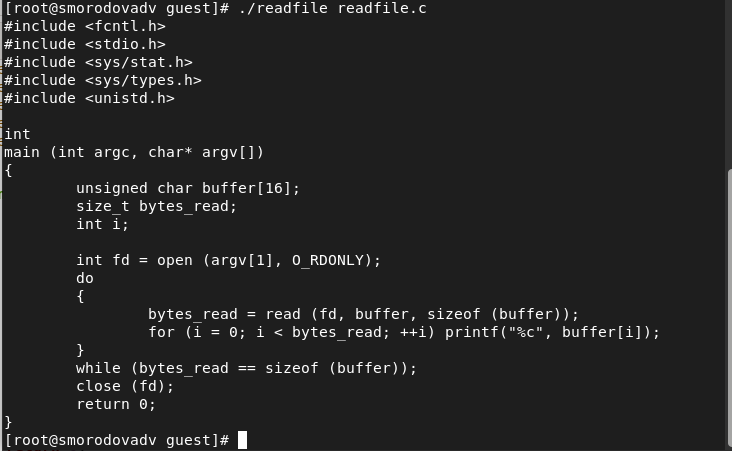 [root@smorodovadv guest]# ./readfile readfile.c
#include <fcntl.h>
#include <stdio.h>
#include <sys/stat.h>
#include <sys/types.h>
#include <unistd.h>

int
main (int argc, char* argv[])
{
        unsigned char buffer[16];
        size_t bytes_read;
        int i;

        int fd = open (argv[1], O_RDONLY);
        do
        {
                bytes_read = read (fd, buffer, sizeof (buffer));
                for (i = 0; i < bytes_read; ++i) printf("%c", buffer[i]);
        }
        while (bytes_read == sizeof (buffer));
        close (fd);
        return 0;
}
[root@smorodovadv guest]#